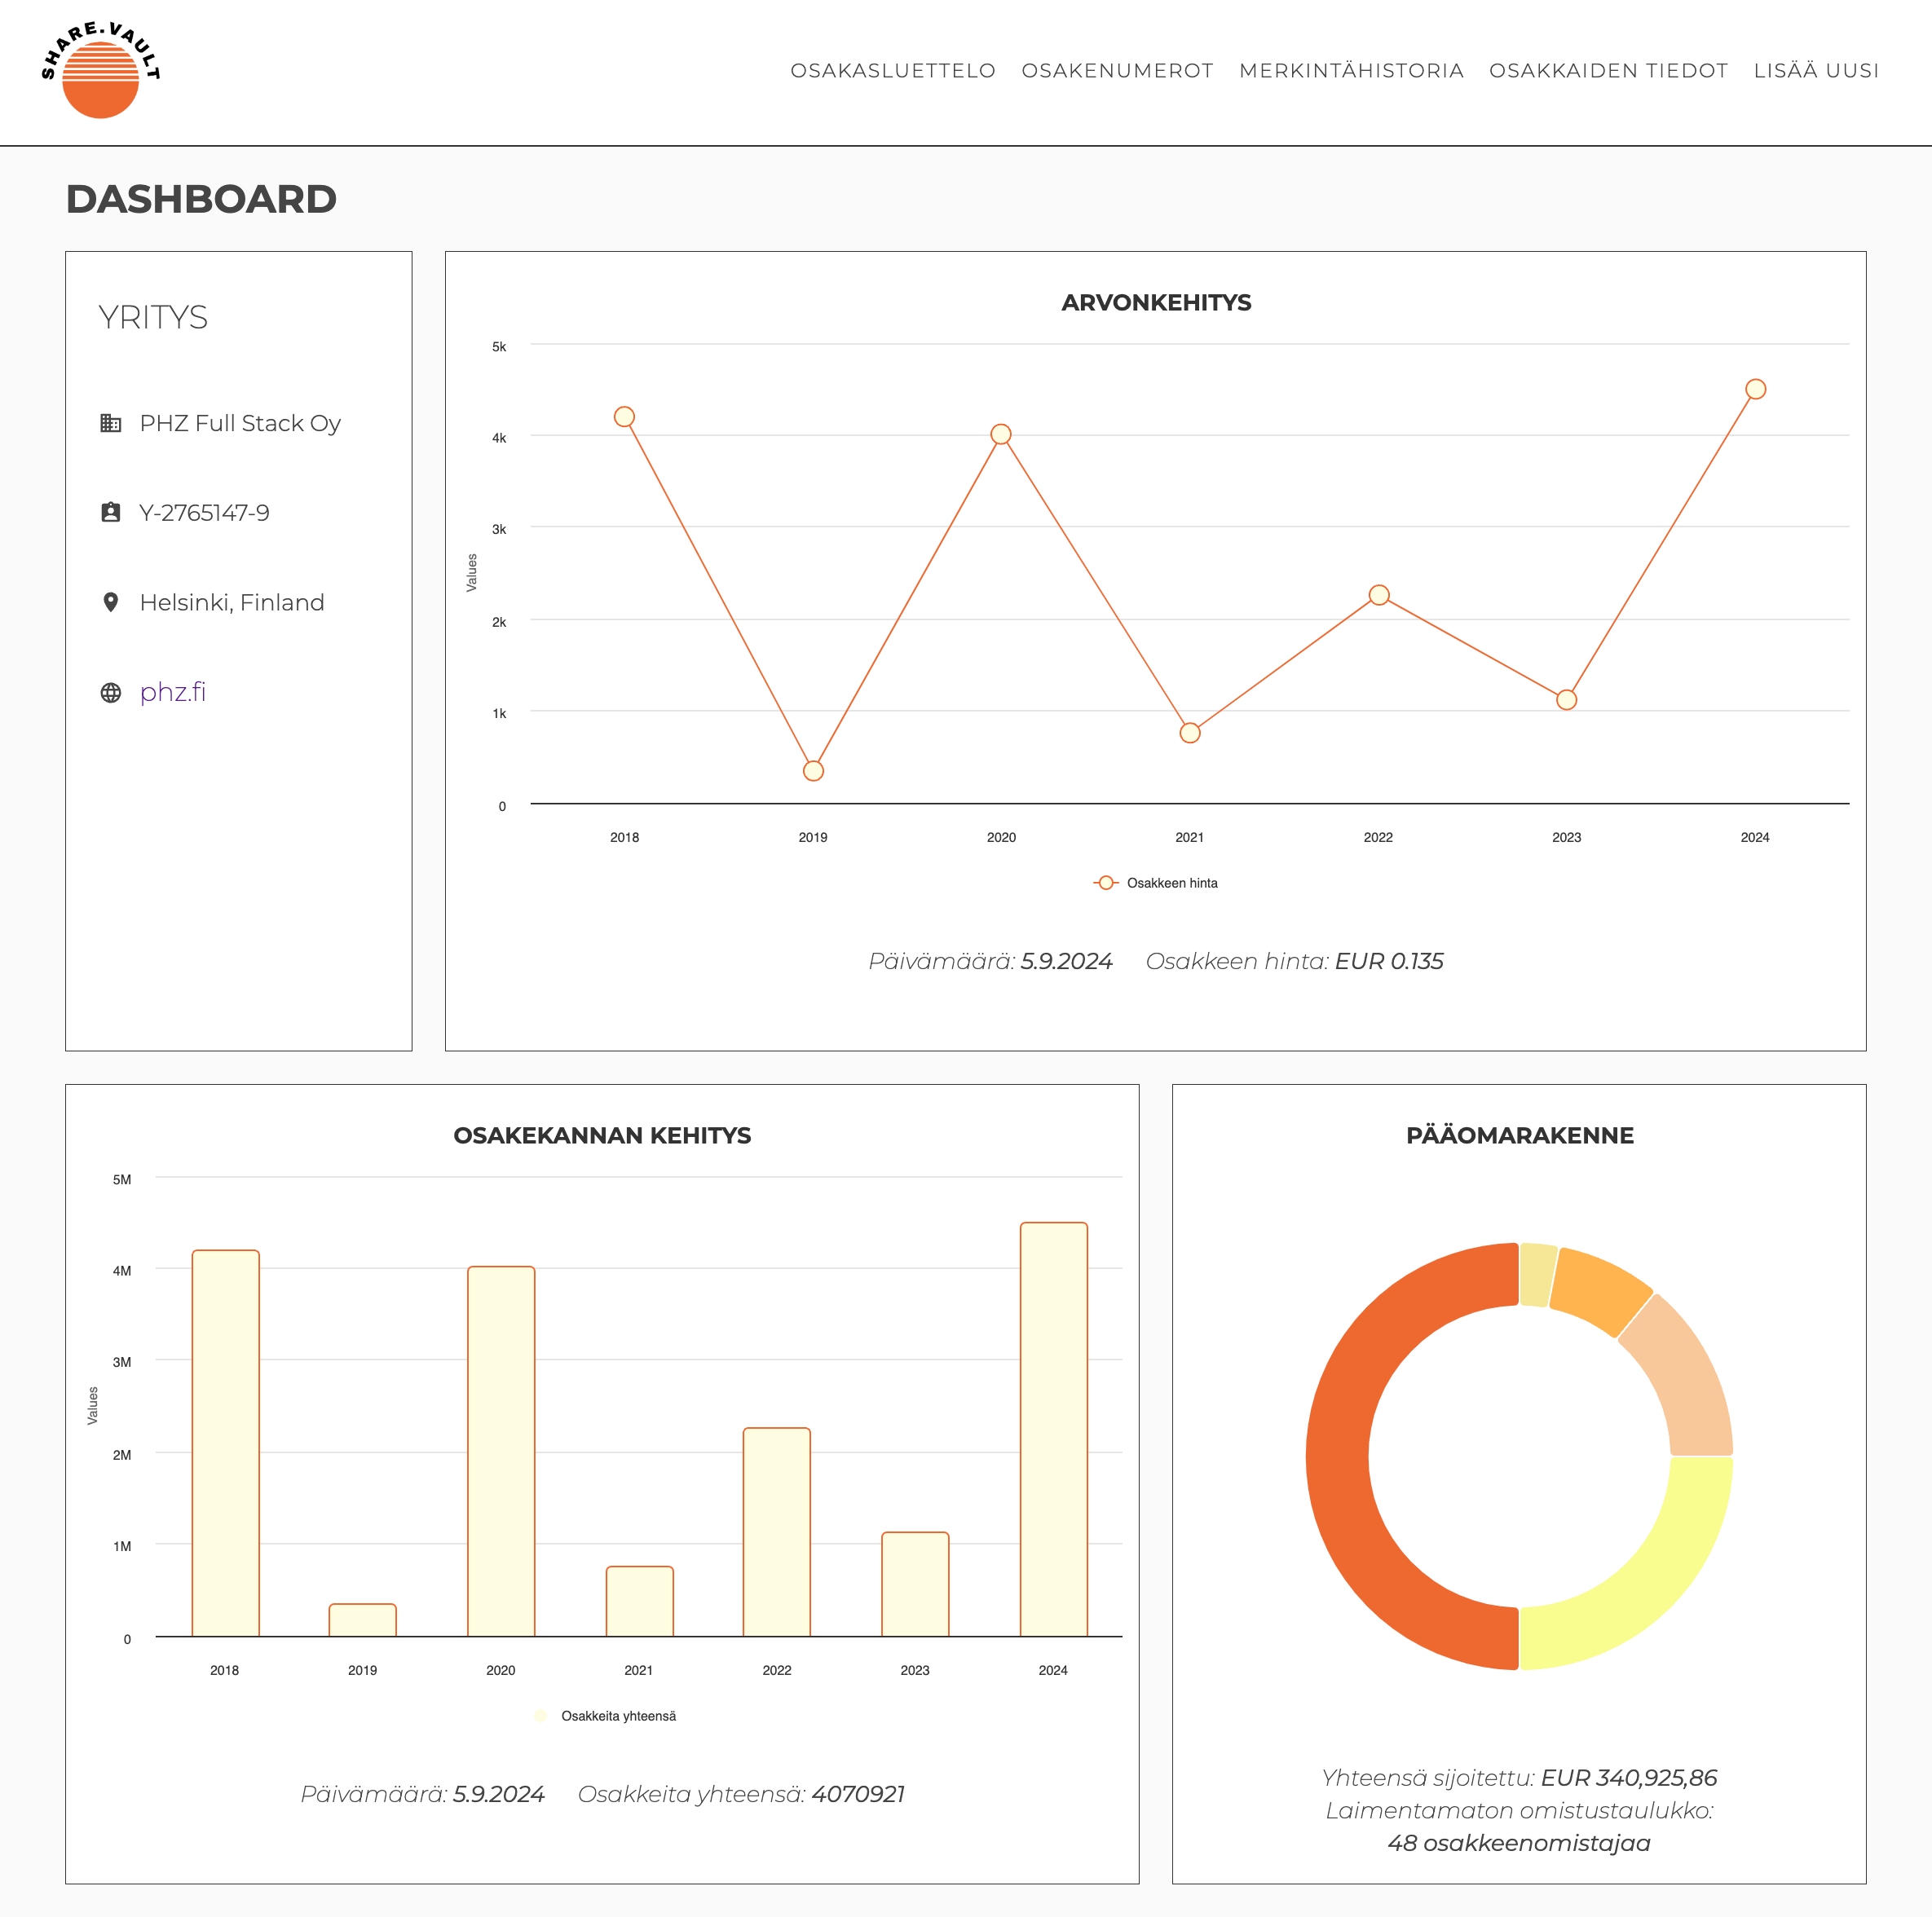 SHARE.VAULT
OSAKASLUETTELO OSAKENUMEROT MERKINTÄHISTORIA OSAKKAIDEN TIEDOT LISÄÄ UUSI
DASHBOARD
YRITYS
PHZ Full Stack Oy
Y-2765147-9
Helsinki, Finland
phz.fi
ARVONKEHITYS
5k
4k
3k
2k
1k
0
Values
2018 2019 2020 2021 2022 2023 2024
Osakkeen hinta
Päivämäärä: 5.9.2024 Osakkeen hinta: EUR 0.135
OSAKEKANNAN KEHITYS
5M
4M
3M
2M
1M
0
Values
2018 2019 2020 2021 2022 2023 2024
Osakkeita yhteensä
Päivämäärä: 5.9.2024 Osakkeita yhteensä: 4070921
PÄÄOMARAKENNE
Yhteensä sijoitettu: EUR 340,925,86
Laimentamaton omistustaulukko:
48 osakkeenomistajaa